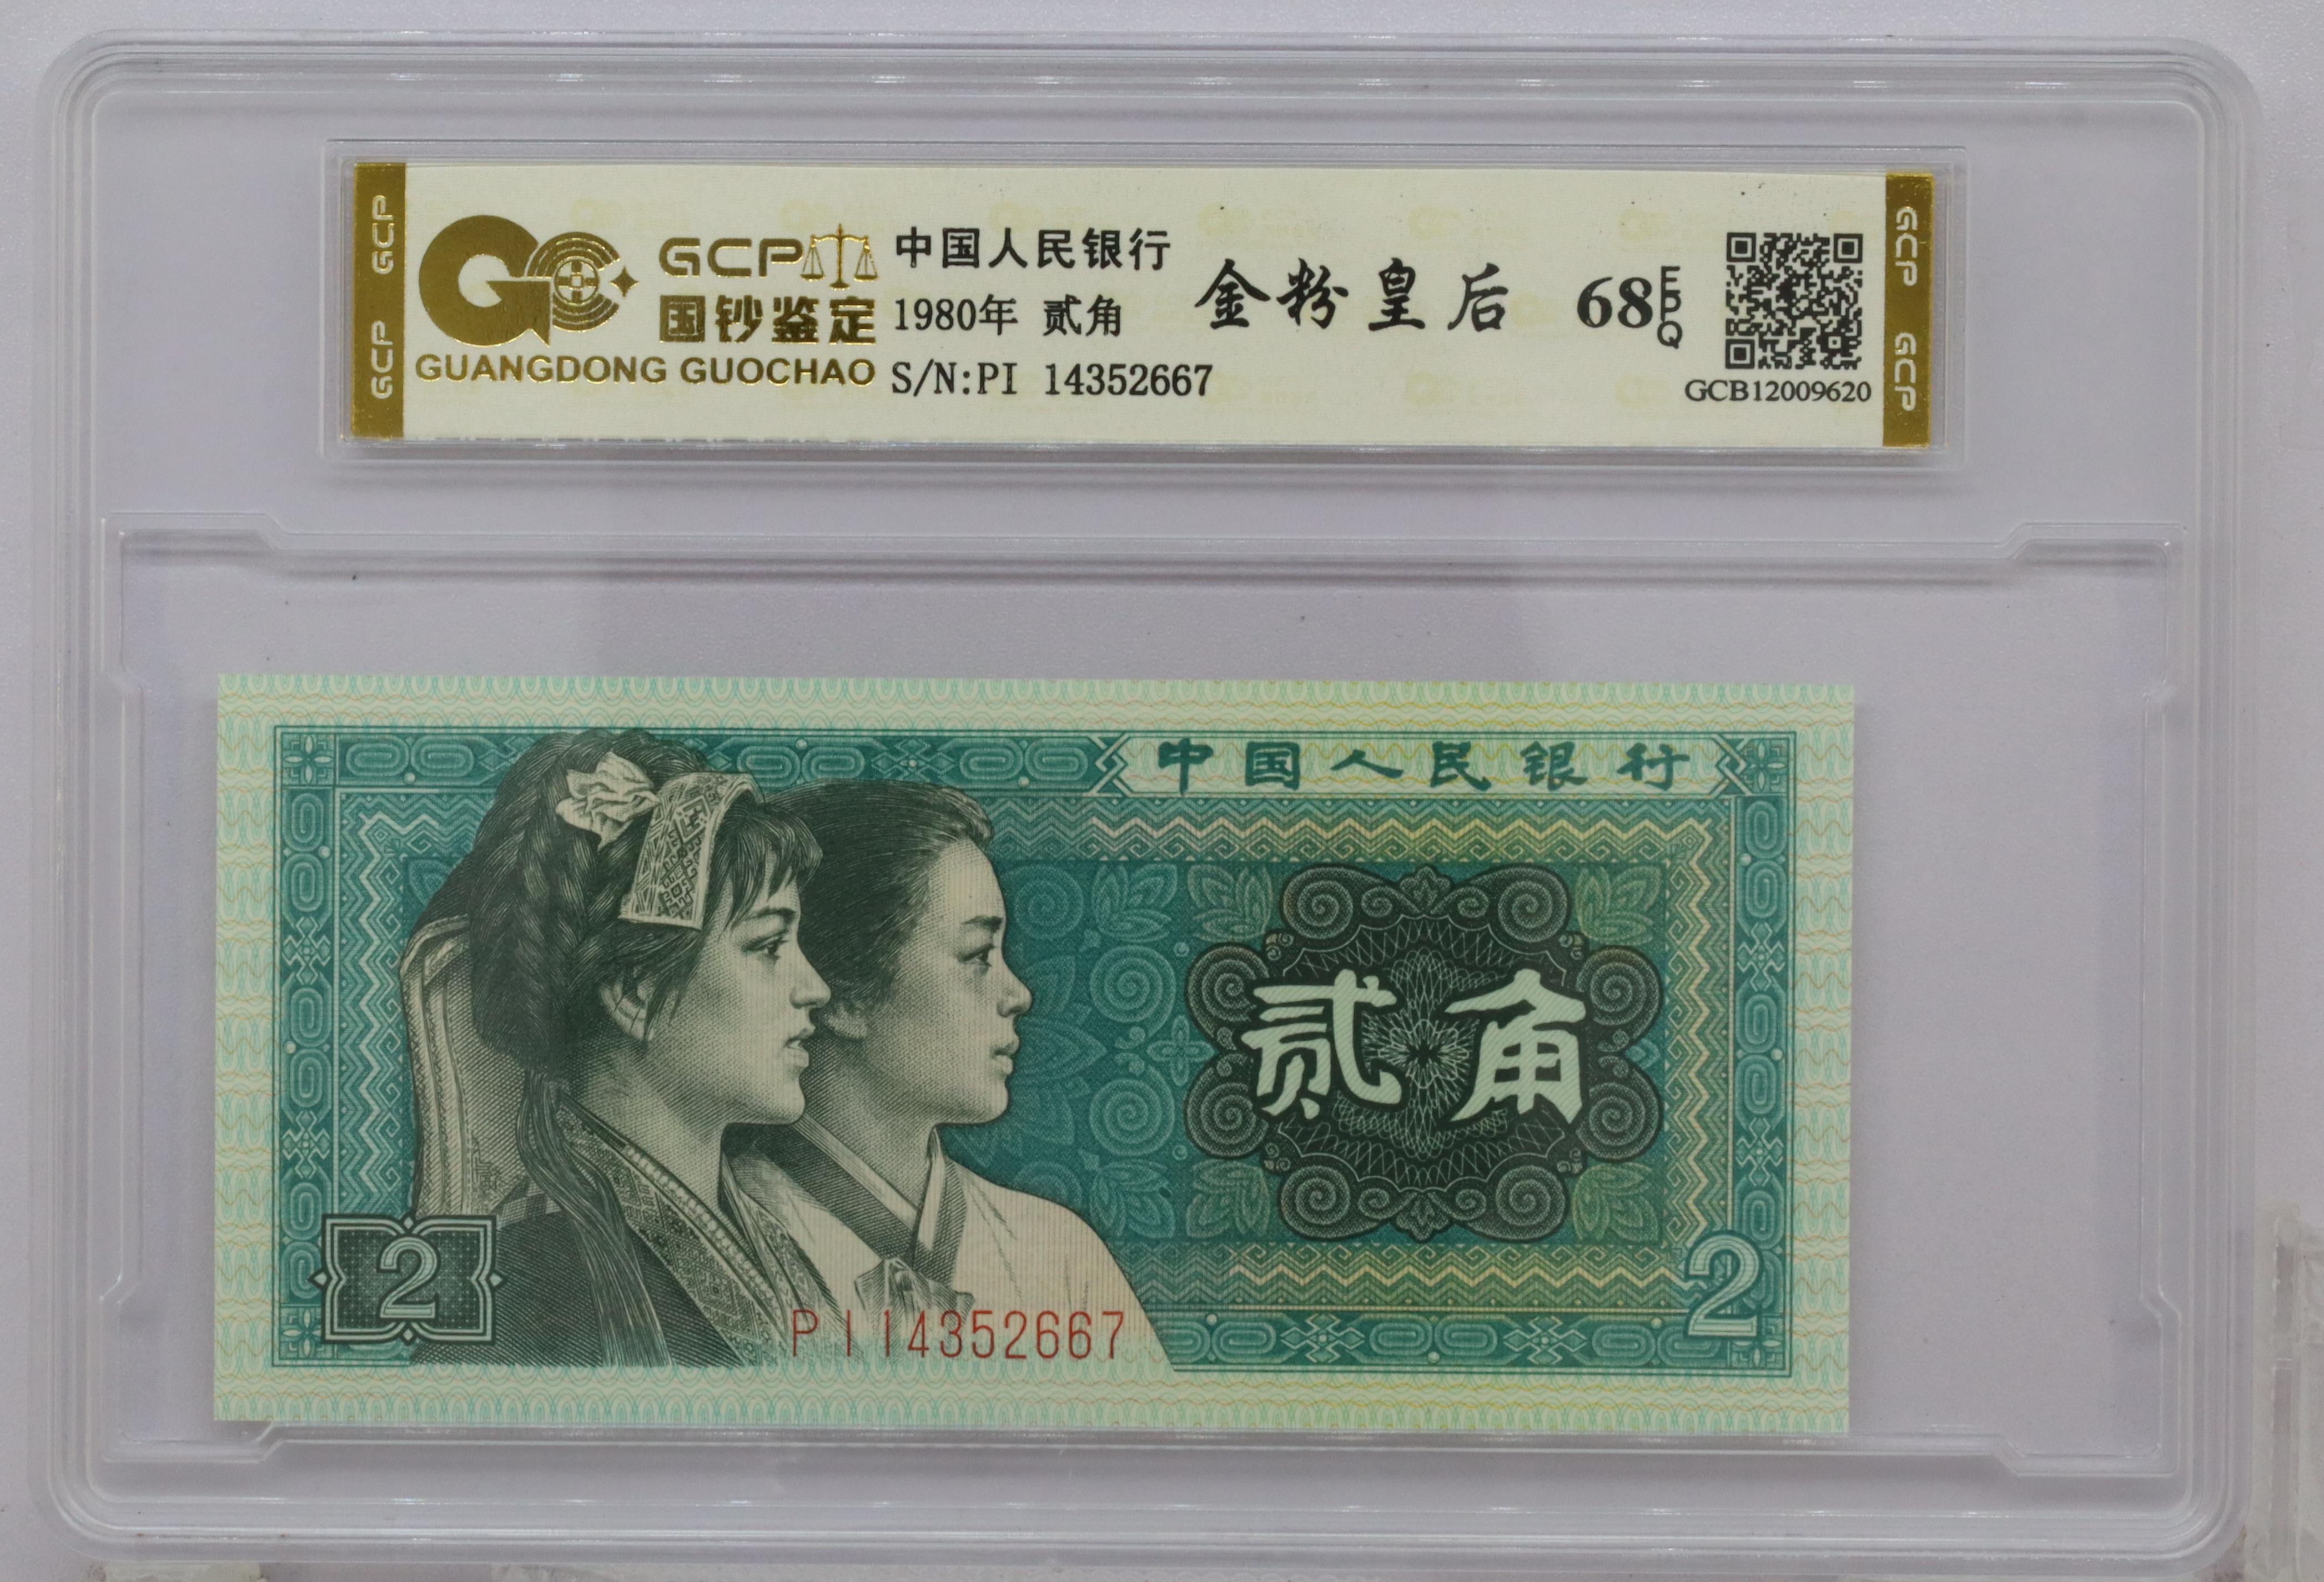 GCP
GCP
GCP
国钞鉴定
GUANGDONG GUOCHAO
中国人民银行
1980年 贰角
S/N:PI 14352667
金粉皇后
68 EPQ
GCB12009620
GCP
GCP
中国人民银行
贰角
2
2
PI14352667